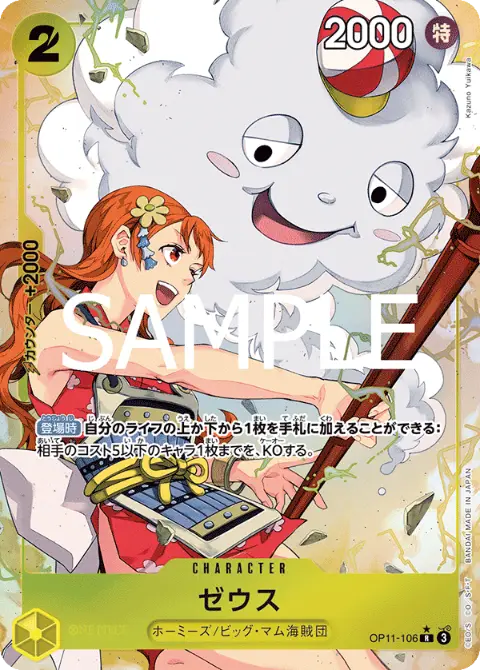 2
2000
特
Kazuno Yuikawa
カウンター +2000
SAMPLE
登場時 自分のライフの上か下から1枚を手札に加えることができる:
相手のコスト5以下のキャラ1枚までを、KOする。
CHARACTER
ゼウス
ホーミーズ/ビッグ・マム海賊団
OP11-106 ★ R 3
BANDAI,MADE IN JAPAN